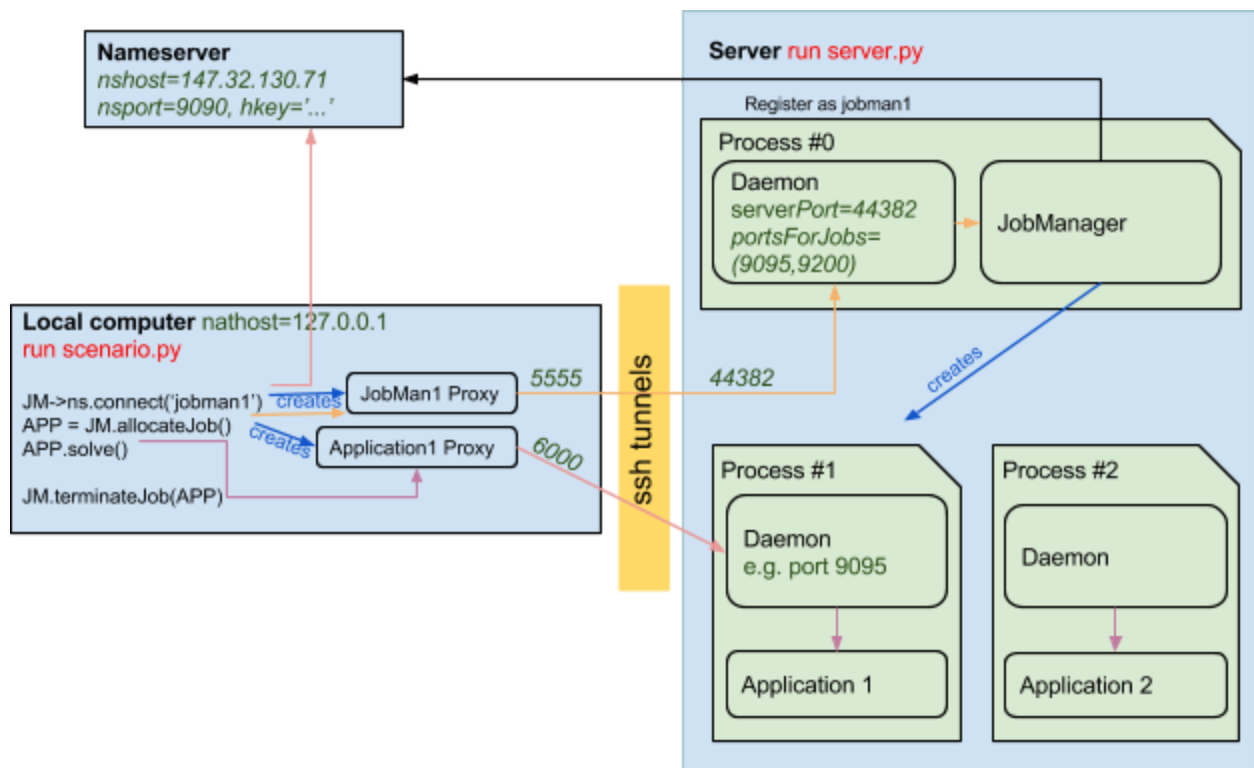 Nameserver
nshost=147.32.130.71
nsport=9090, hkey='...'
Server run server.py
Register as jobman1
Process #0
Daemon
serverPort=44382
portsForJobs=
(9095,9200)
JobManager
Local computer nathost=127.0.0.1
run scenario.py
JM->ns.connect('jobman1')
APP = JM.allocateJob()
APP.solve()
JM.terminateJob(APP)
creates
creates
JobMan1 Proxy
Application1 Proxy
5555
6000
ssh tunnels
44382
creates
Process #1
Daemon
e.g. port 9095
Application 1
Process #2
Daemon
Application 2